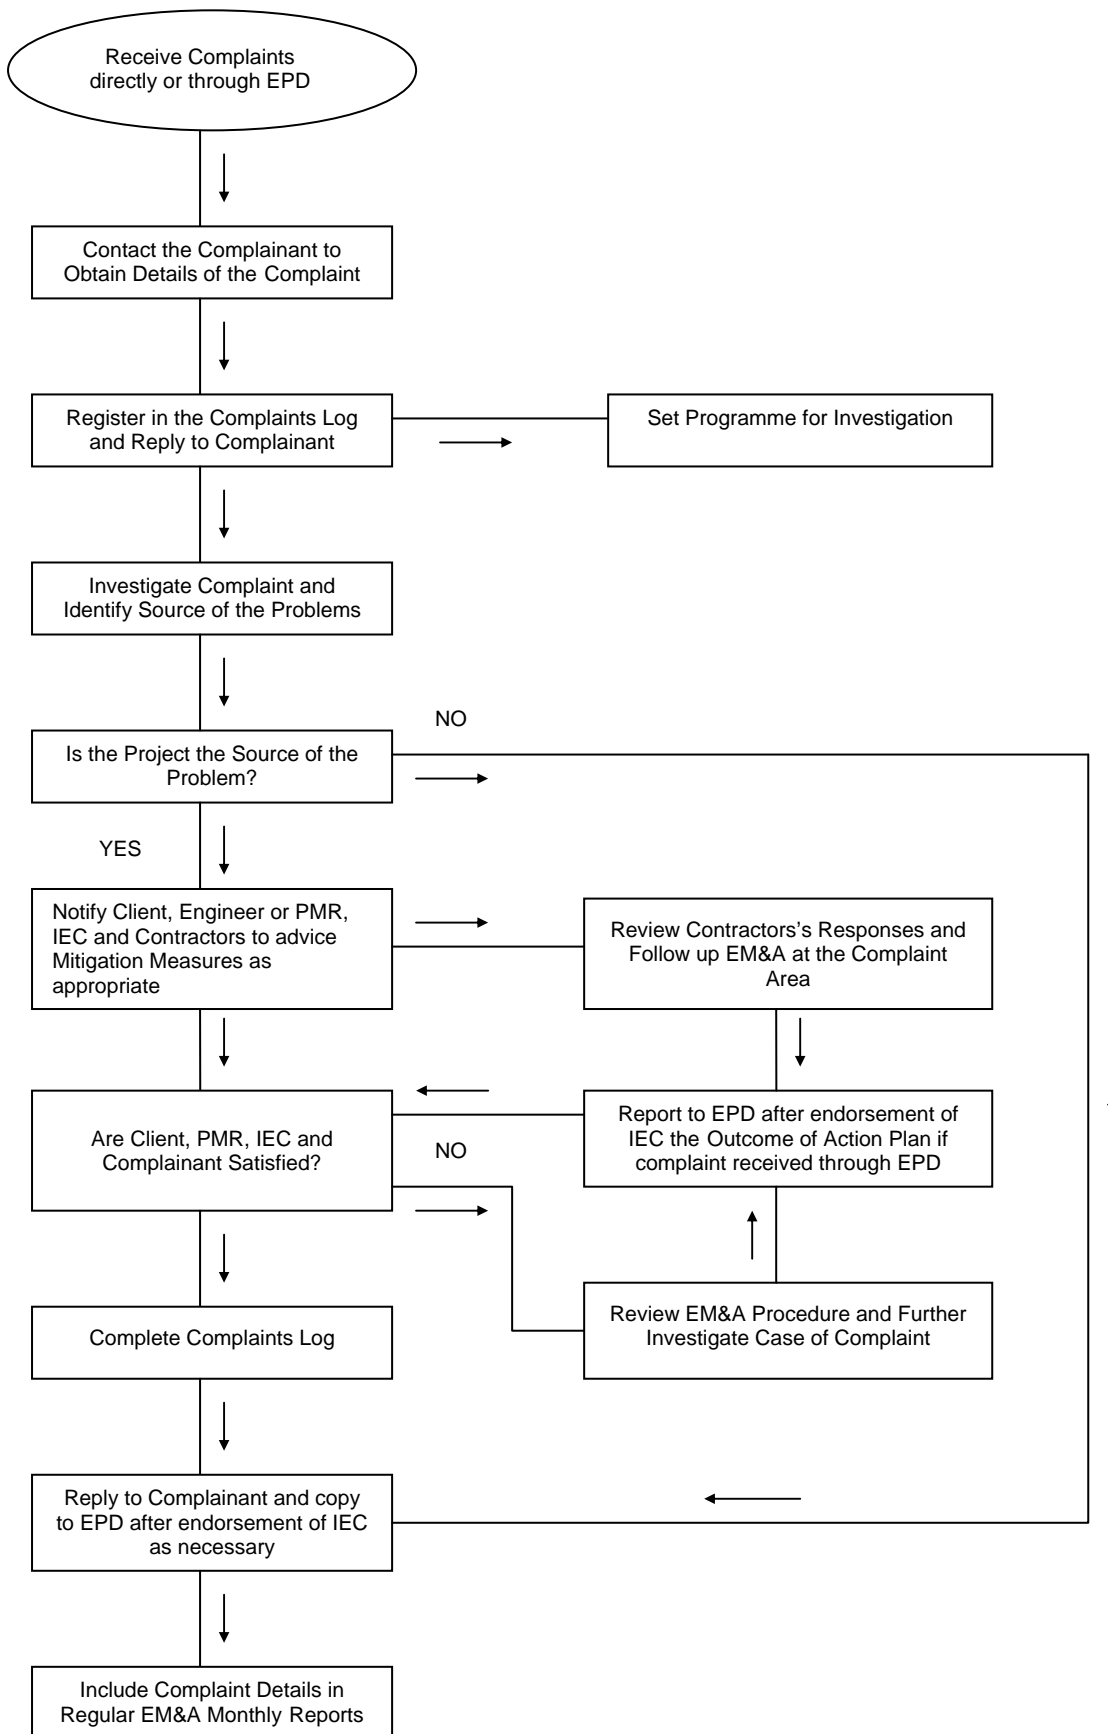 Receive Complaints
directly or through EPD
Contact the Complainant to
Obtain Details of the Complaint
Register in the Complaints Log
and Reply to Complainant
Set Programme for Investigation
Investigate Complaint and
Identify Source of the Problems
NO
Is the Project the Source of the
Problem?
YES
Notify Client, Engineer or PMR,
IEC and Contractors to advice
Mitigation Measures as
appropriate
Review Contractors's Responses and
Follow up EM&A at the Complaint
Area
Are Client, PMR, IEC and
Complainant Satisfied?
NO
Report to EPD after endorsement of
IEC the Outcome of Action Plan if
complaint received through EPD
Review EM&A Procedure and Further
Investigate Case of Complaint
Complete Complaints Log
Reply to Complainant and copy
to EPD after endorsement of IEC
as necessary
Include Complaint Details in
Regular EM&A Monthly Reports